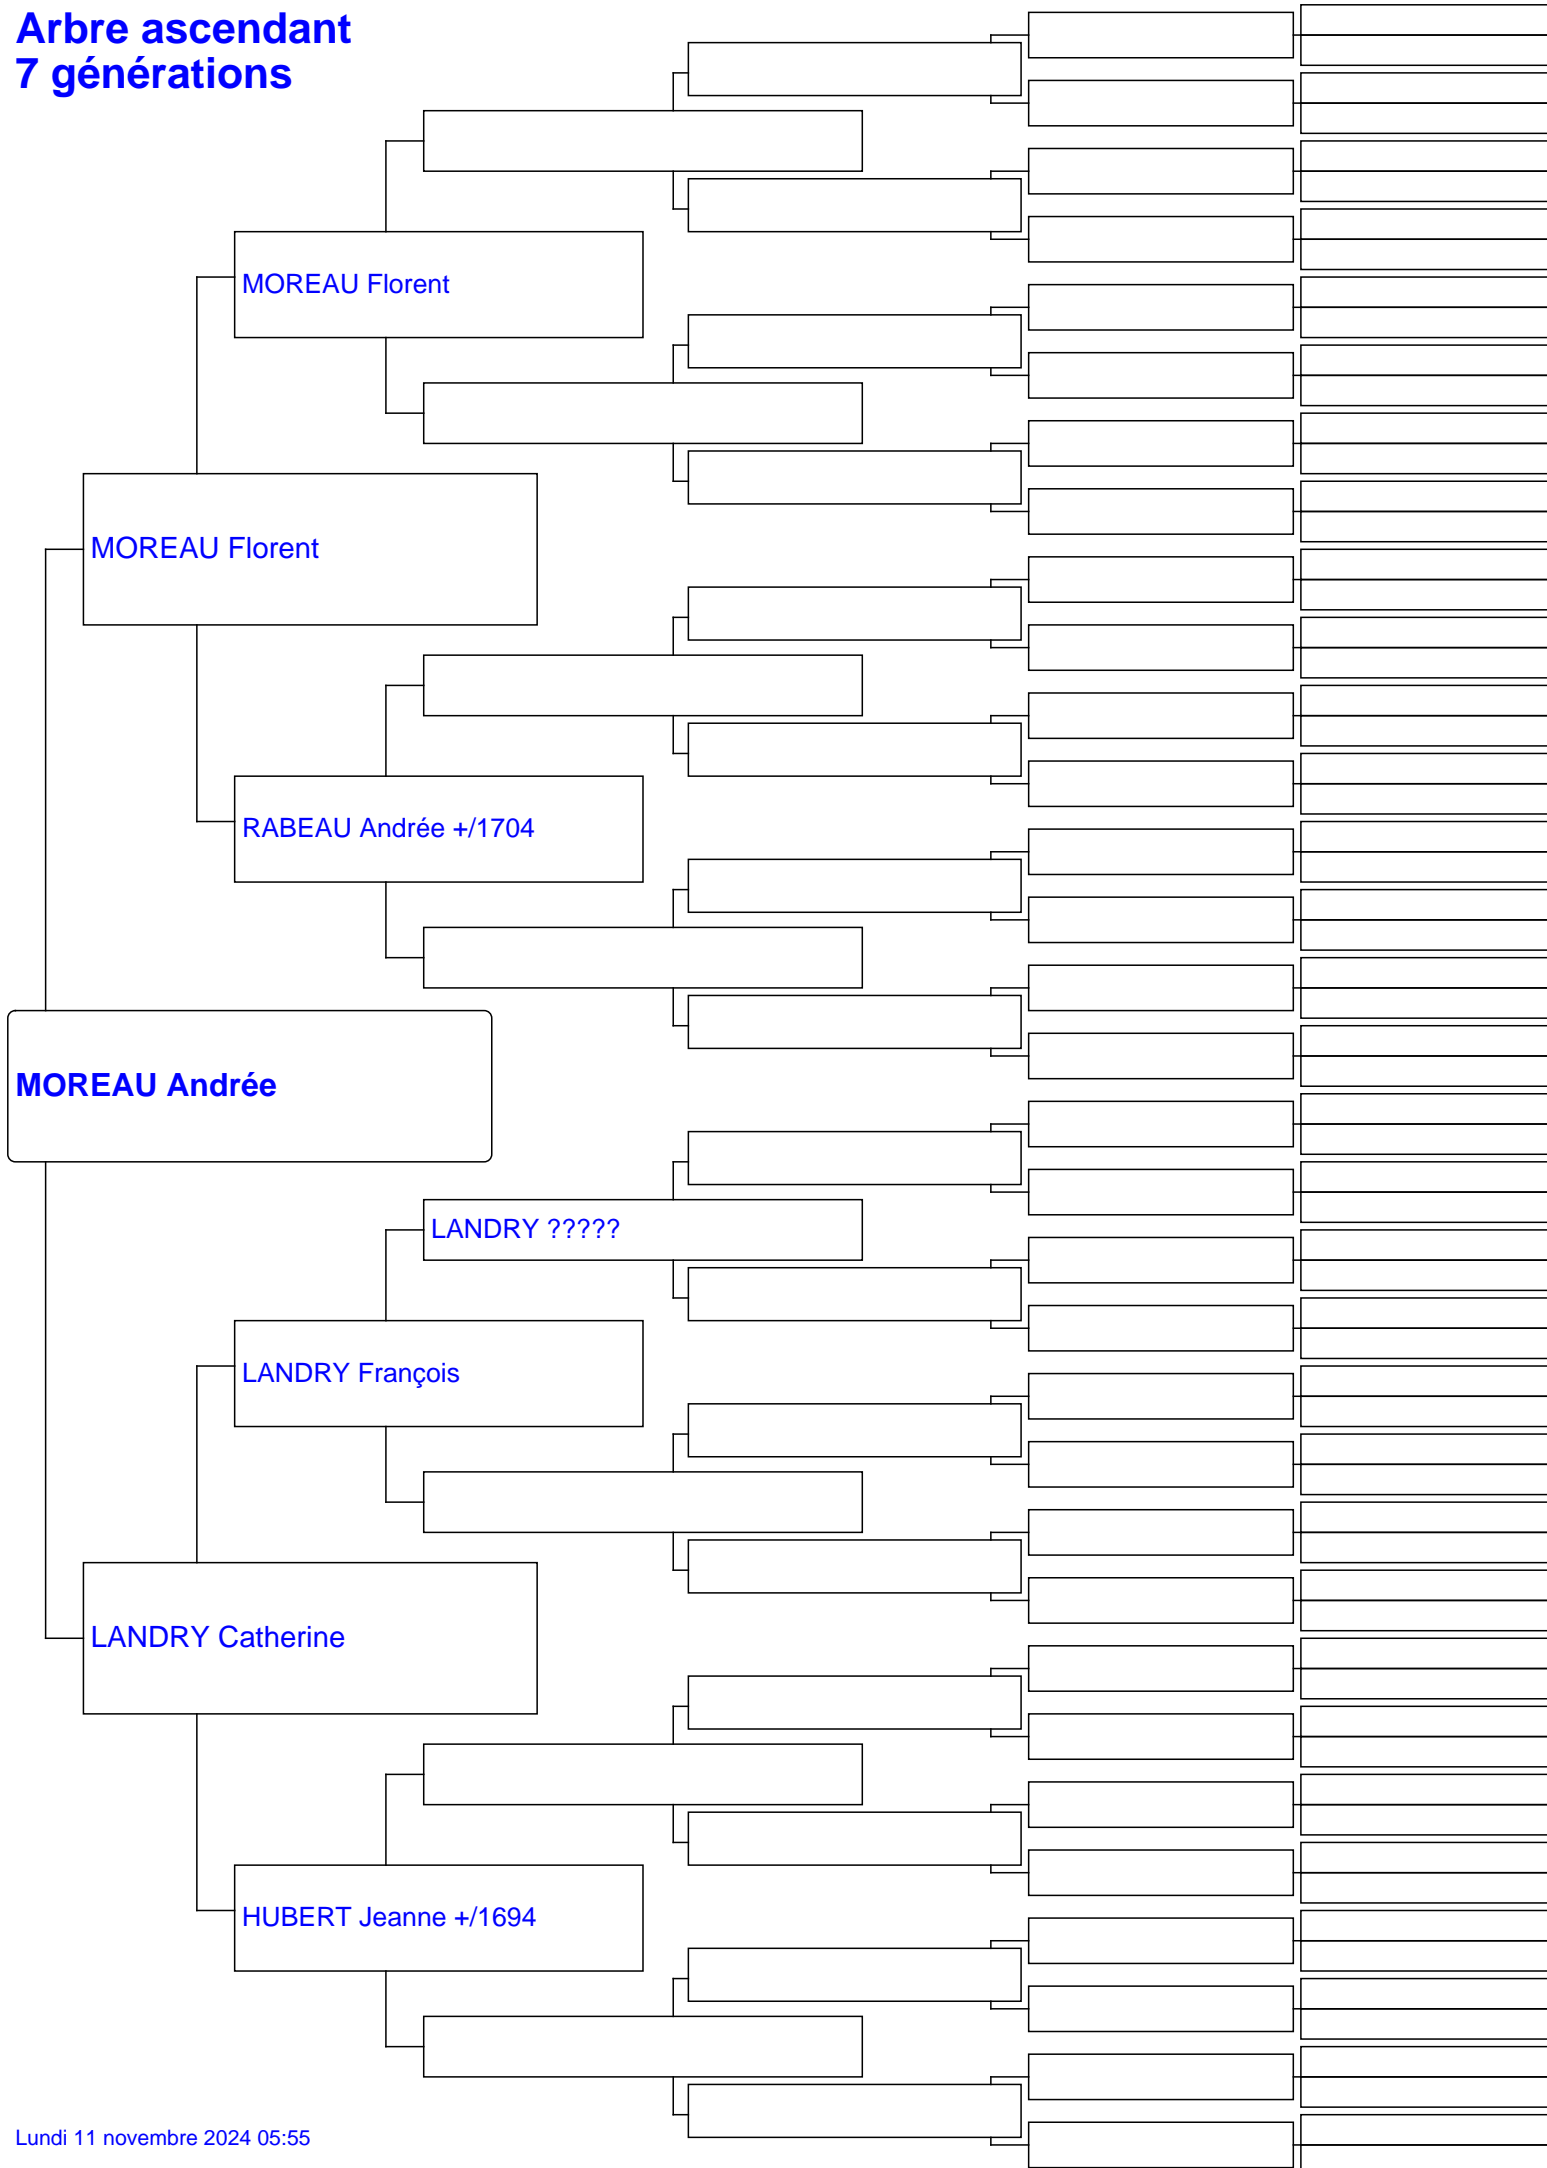 Arbre ascendant
7 générations
MOREAU Florent
MOREAU Florent
RABEAU Andrée +/1704
MOREAU Andrée
LANDRY ?????
LANDRY François
LANDRY Catherine
HUBERT Jeanne +/1694
Lundi 11 novembre 2024 05:55